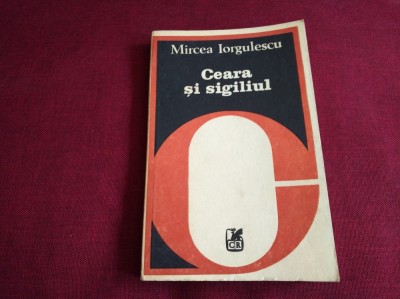 Mircea Iorgulescu
Ceara
și sigiliul
CR